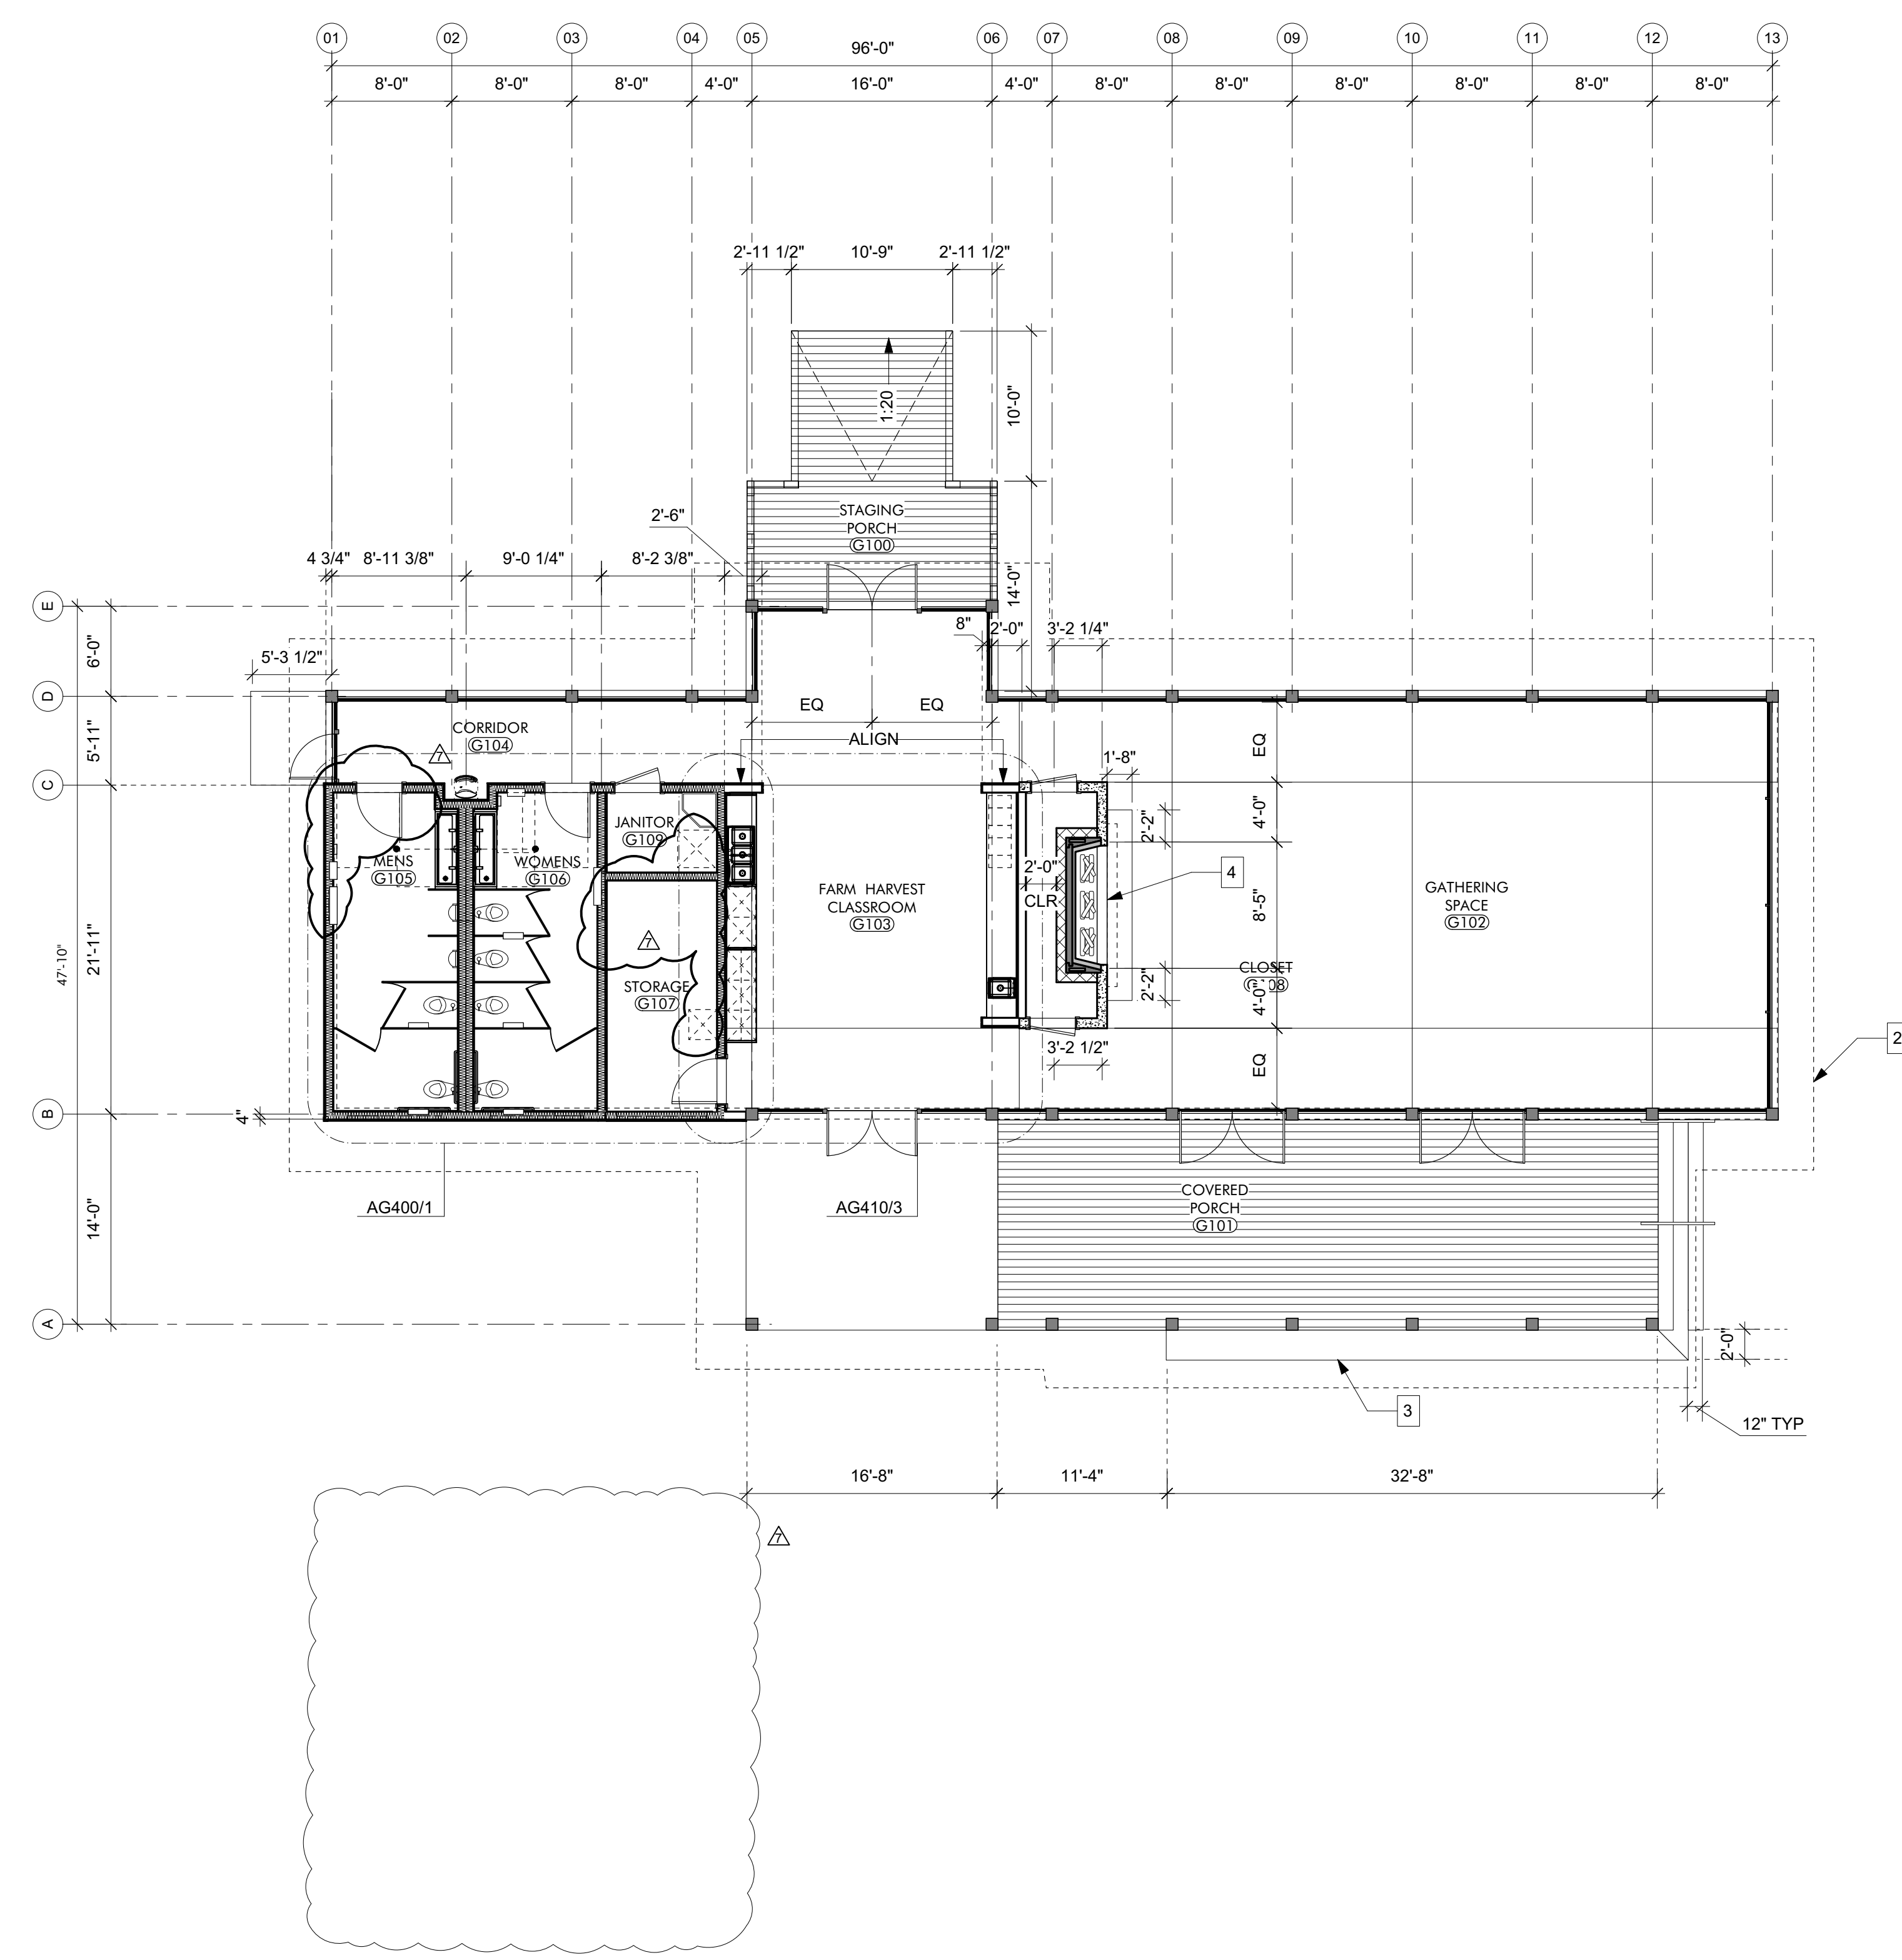 01 02 03 04 05 06 07 08 09 10 11 12 13
96'-0"
8'-0" 8'-0" 8'-0" 4'-0" 16'-0" 4'-0" 8'-0" 8'-0" 8'-0" 8'-0" 8'-0" 8'-0"
2'-11 1/2" 10'-9" 2'-11 1/2"
1:20
10'-0"
STAGING
PORCH
G100
2'-6"
4 3/4" 8'-11 3/8" 9'-0 1/4" 8'-2 3/8"
14'-0"
E
8" 2'-0" 3'-2 1/4"
6'-0"
5'-3 1/2"
D
EQ EQ
ALIGN
CORRIDOR
G104
7
5'-11"
EQ
1'-8"
C
4'-0"
2'-2"
JANITOR
G109
MENS
G105
WOMENS
G106
2'-0"
CLR
4
FARM HARVEST
CLASSROOM
G103
GATHERING
SPACE
G102
8'-5"
21'-11"
47'-10"
7
STORAGE
G107
CLOSET
G108
2'-2"
4'-0"
3'-2 1/2"
EQ
2
B
4"
AG400/1
AG410/3
COVERED
PORCH
G101
14'-0"
A
2'-0"
3
12" TYP
16'-8" 11'-4" 32'-8"
7